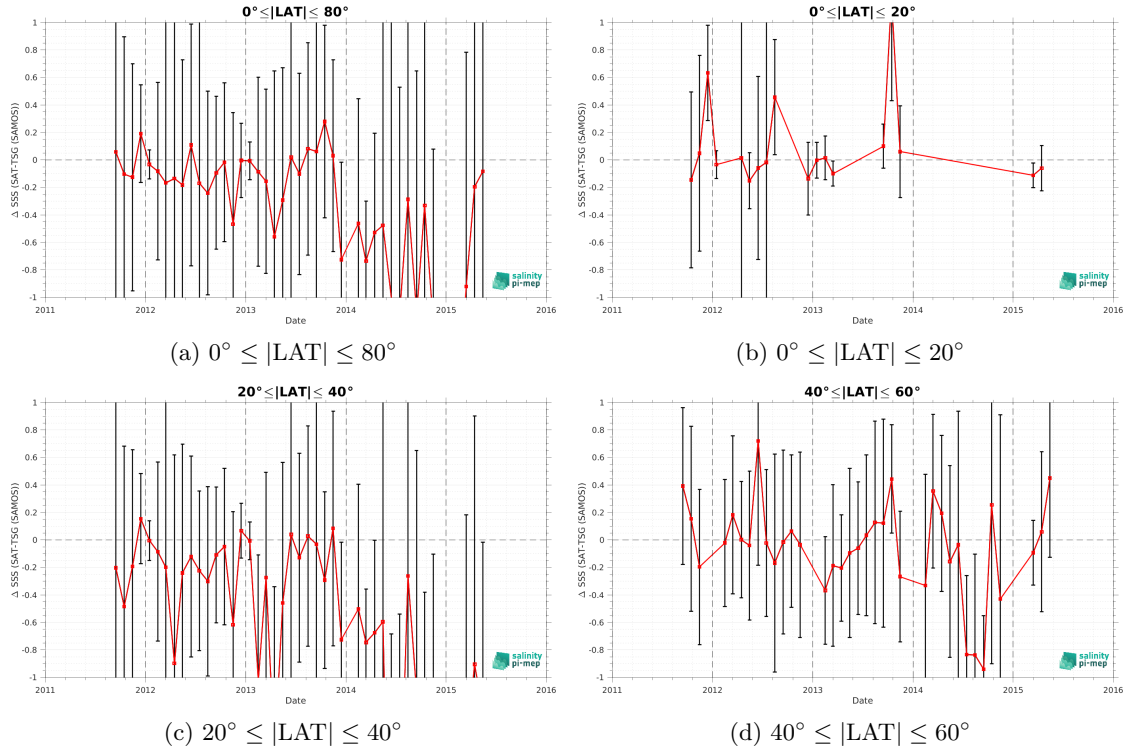 0°≤|LAT|≤ 80°
Δ SSS (SAT-TSG (SAMOS))
1
0.8
0.6
0.4
0.2
0
-0.2
-0.4
-0.6
-0.8
-1
2011 2012 2013 2014 2015 2016
Date
salinity
pi-mep
(a) 0° ≤ |LAT| ≤ 80°
0°≤|LAT|≤ 20°
Δ SSS (SAT-TSG (SAMOS))
1
0.8
0.6
0.4
0.2
0
-0.2
-0.4
-0.6
-0.8
-1
2011 2012 2013 2014 2015 2016
Date
salinity
pi-mep
(b) 0° ≤ |LAT| ≤ 20°
20°≤|LAT|≤ 40°
Δ SSS (SAT-TSG (SAMOS))
1
0.8
0.6
0.4
0.2
0
-0.2
-0.4
-0.6
-0.8
-1
2011 2012 2013 2014 2015 2016
Date
salinity
pi-mep
(c) 20° ≤ |LAT| ≤ 40°
40°≤|LAT|≤ 60°
Δ SSS (SAT-TSG (SAMOS))
1
0.8
0.6
0.4
0.2
0
-0.2
-0.4
-0.6
-0.8
-1
2011 2012 2013 2014 2015 2016
Date
salinity
pi-mep
(d) 40° ≤ |LAT| ≤ 60°